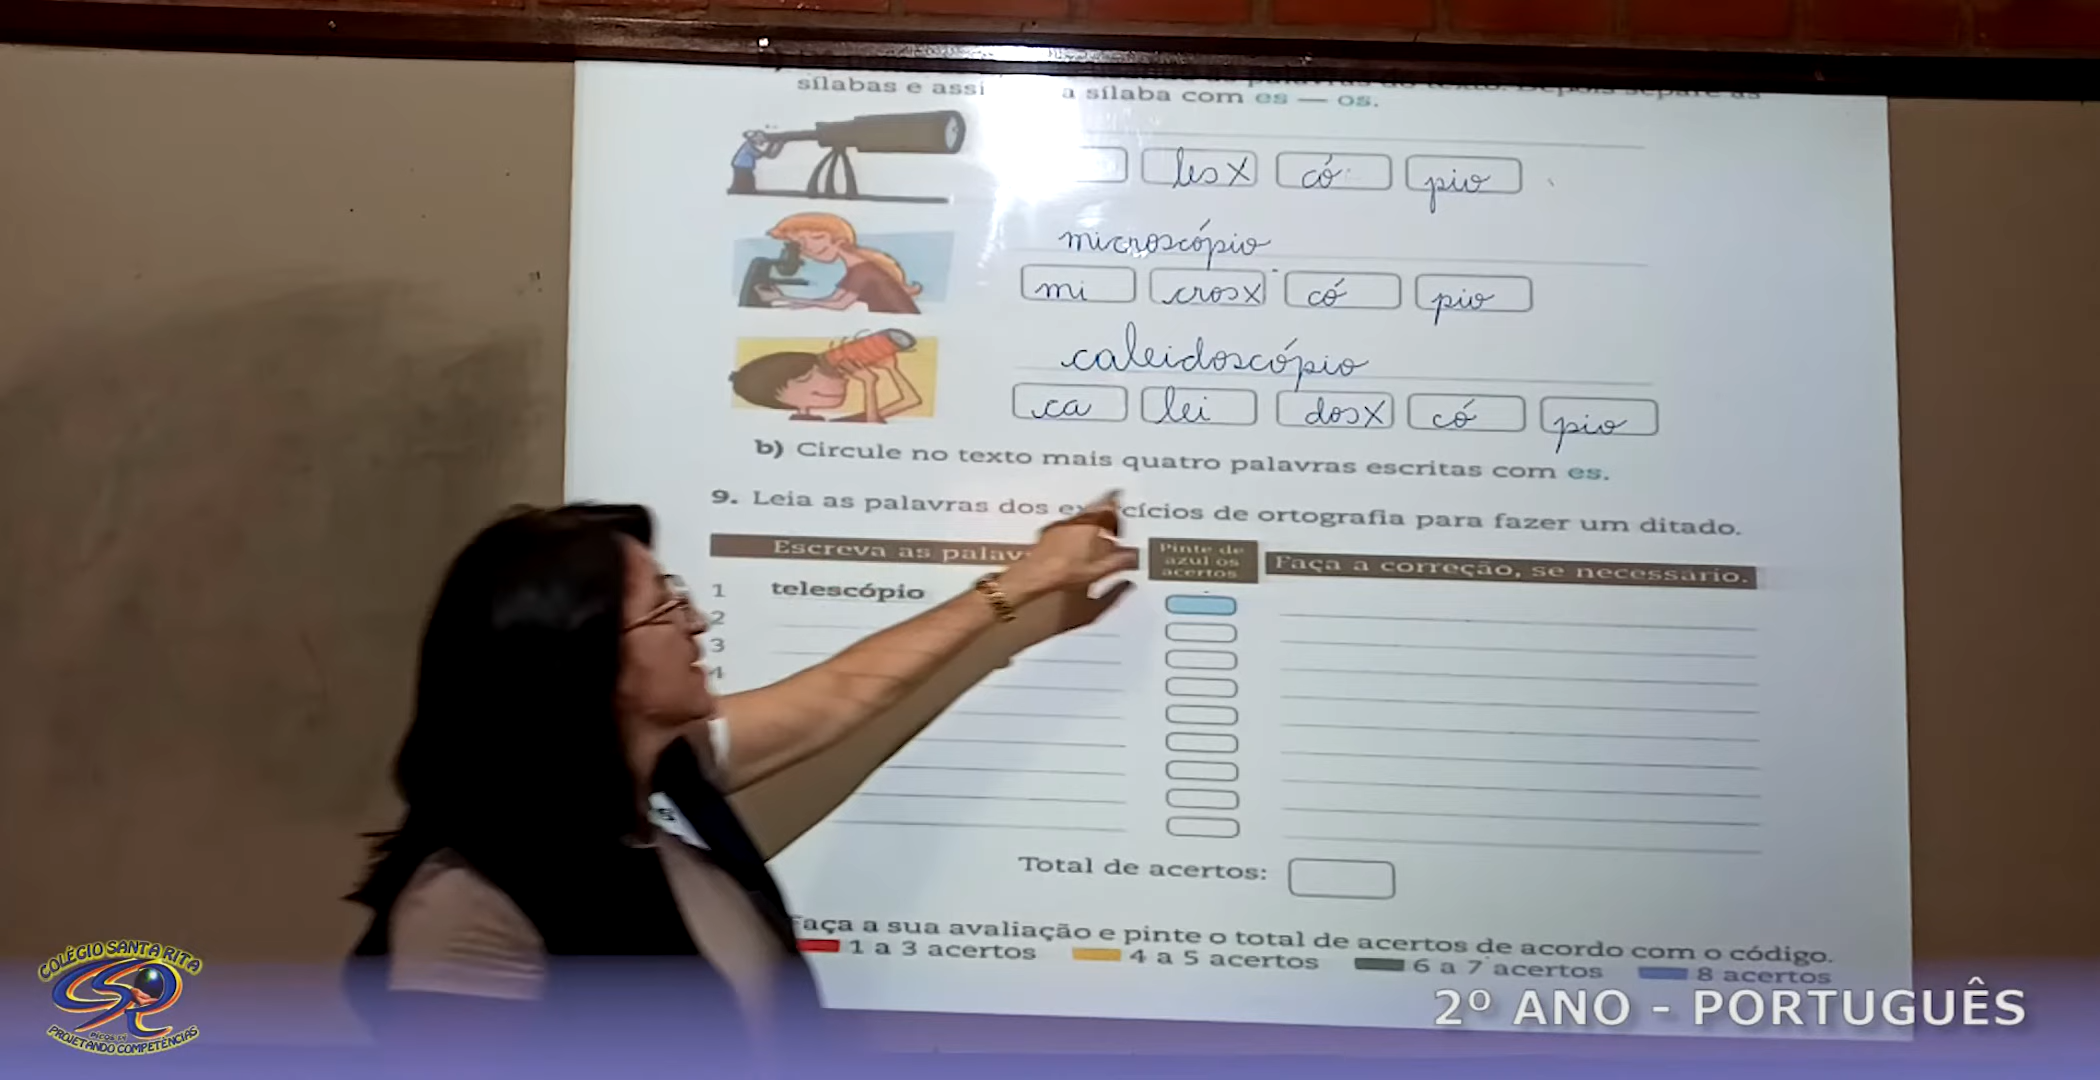 sílabas e assi a sílaba com es — os.
les X có pio
microscópio
mi cros X có pio
caleidoscópio
ca lei dos X có pio
b) Circule no texto mais quatro palavras escritas com es.
9. Leia as palavras dos ex cícios de ortografia para fazer um ditado.
Escreva as palav
Pinte de
azul os
acertos
Faça a correção, se necessário.
1 telescópio
2
3
4
Total de acertos:
Faça a sua avaliação e pinte o total de acertos de acordo com o código.
1 a 3 acertos 4 a 5 acertos 6 a 7 acertos 8 acertos
COLÉGIO SANTA RITA
PROJETANDO COMPETÊNCIAS
2º ANO - PORTUGUÊS